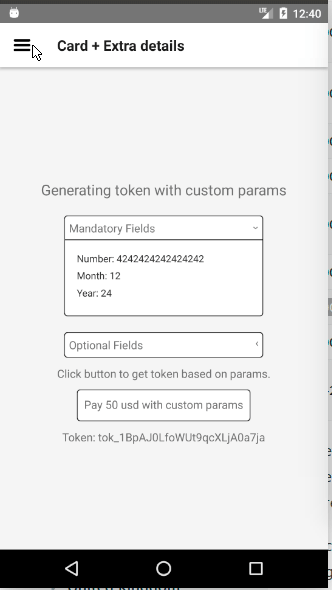 LTE 12:40
Card + Extra details
Generating token with custom params
Mandatory Fields
Number: 4242424242424242
Month: 12
Year: 24
Optional Fields
Click button to get token based on params.
Pay 50 usd with custom params
Token: tok_1BpAJ0LfoWUt9qcXLjA0a7ja